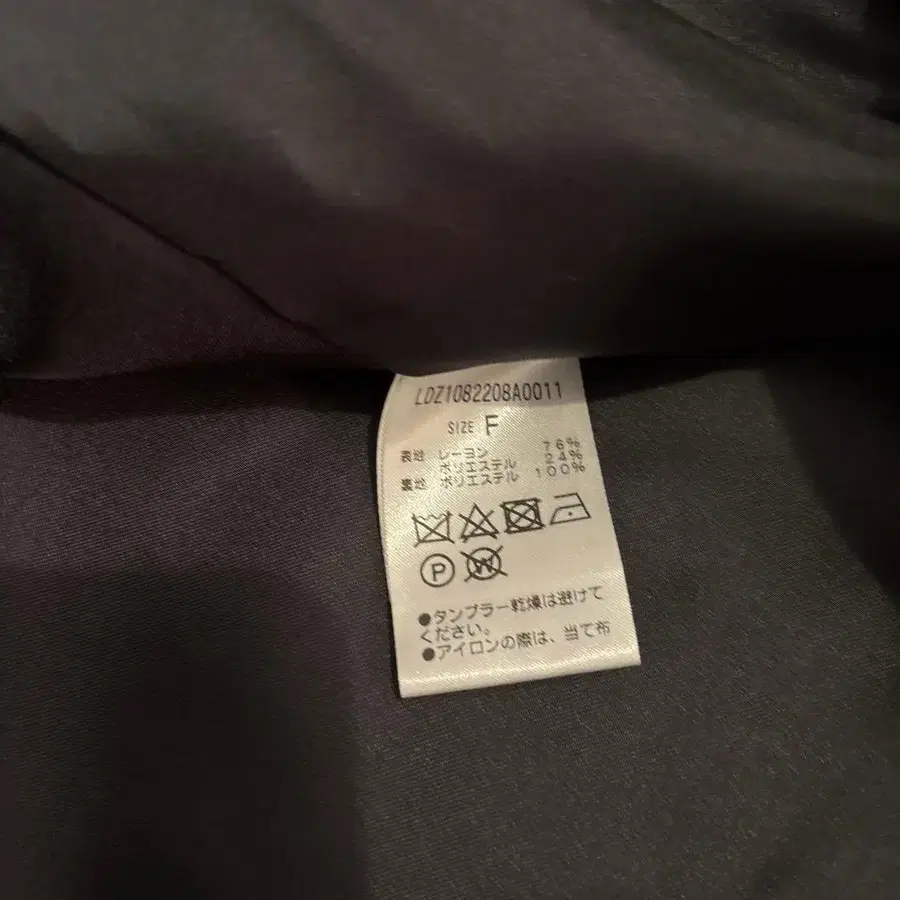 LDZ1082208A0011
SIZE F
表地 レーヨン 76%
ポリエステル 24%
裏地 ポリエステル 100%
P W
●タンブラー乾燥は避けて
ください。
●アイロンの際は、当て布